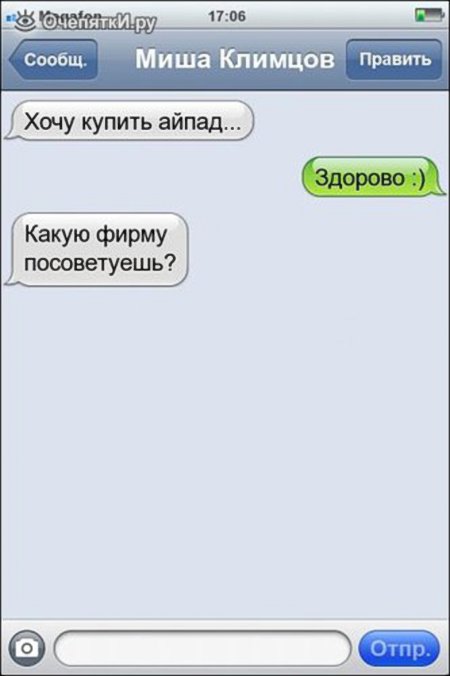 ОчепяткИ.ру
17:06
Сообщ.
Миша Климцов
Править
Хочу купить айпад...
Здорово :)
Какую фирму
посоветуешь?
Отпр.